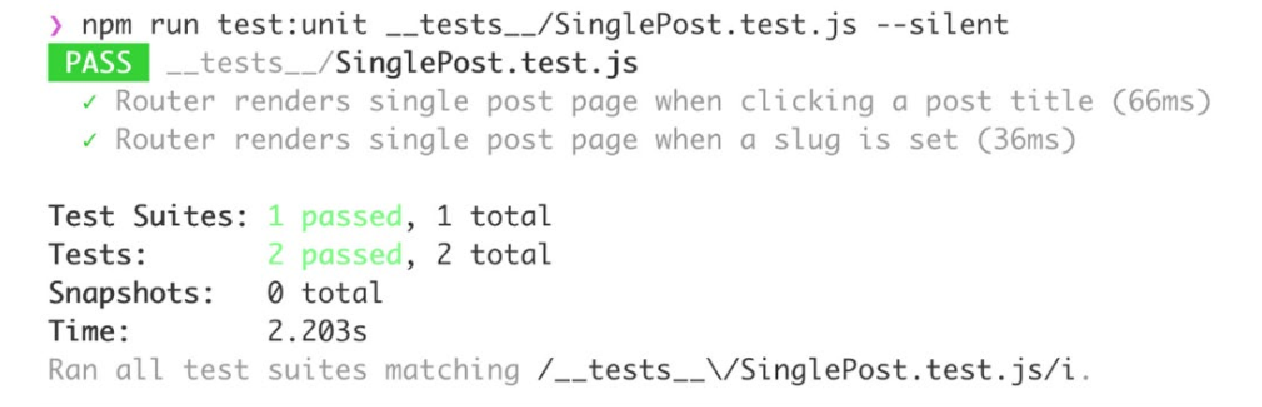 ❯ npm run test:unit __tests__/SinglePost.test.js --silent
PASS __tests__/SinglePost.test.js
✓ Router renders single post page when clicking a post title (66ms)
✓ Router renders single post page when a slug is set (36ms)
Test Suites: 1 passed, 1 total
Tests: 2 passed, 2 total
Snapshots: 0 total
Time: 2.203s
Ran all test suites matching /__tests__\/SinglePost.test.js/i.